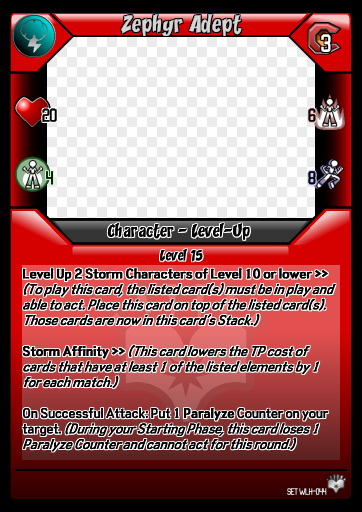 Zephyr Adept
3
20
6
4
8
Character - Level-Up
Level 15
Level Up 2 Storm Characters of Level 10 or lower >>
(To play this card, the listed card(s) must be in play and
able to act. Place this card on top of the listed card(s).
Those cards are now in this card's Stack.)
Storm Affinity >> (This lowers the TP cost of
cards that have at least 1 of the listed elements by 1
for each match.)
On Successful Attack: Put 1 Paralyze Counter on your
target. (During your Starting Phase, this card loses 1
Paralyze Counter and cannot act for this round.)
SET WLH-044